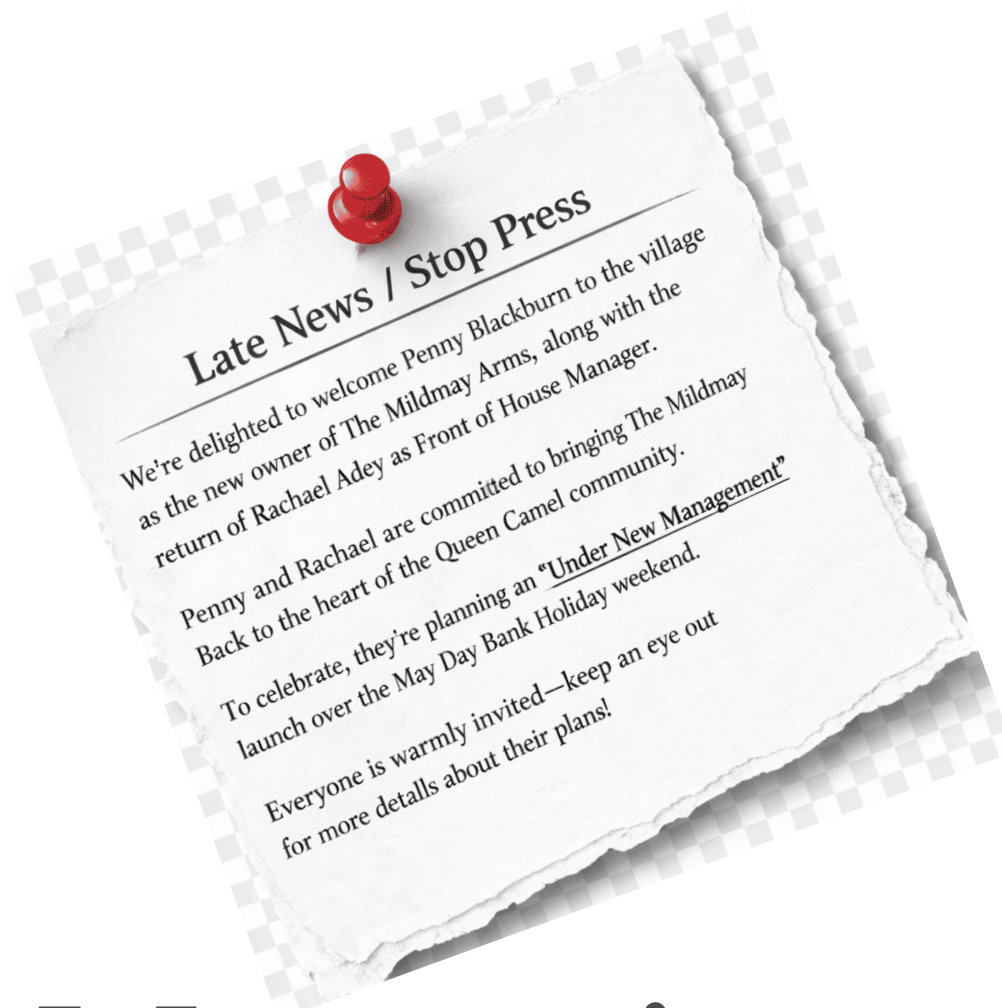 Late News / Stop Press
We're delighted to welcome Penny Blackburn to the village
as the new owner of The Mildmay Arms, along with the
return of Rachael Adey as Front of House Manager.
Penny and Rachael are committed to bringing The Mildmay
Back to the heart of the Queen Camel community.
To celebrate, they're planning an “Under New Management”
launch over the May Day Bank Holiday weekend.
Everyone is warmly invited—keep an eye out
for more details about their plans!